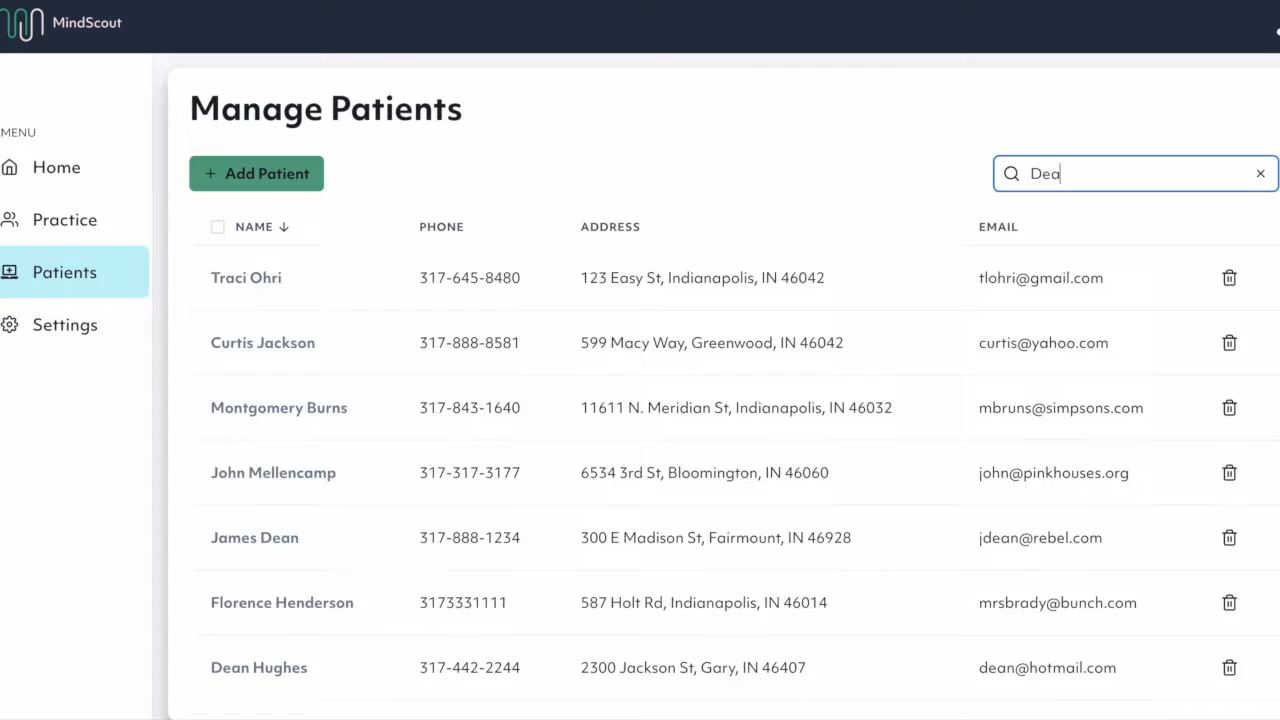 MindScout
Manage Patients
MENU
Home
Practice
Patients
Settings
+ Add Patient
Dea
NAME PHONE ADDRESS EMAIL
Traci Ohri 317-645-8480 123 Easy St, Indianapolis, IN 46042 tlohri@gmail.com
Curtis Jackson 317-888-8581 599 Macy Way, Greenwood, IN 46042 curtis@yahoo.com
Montgomery Burns 317-843-1640 11611 N. Meridian St, Indianapolis, IN 46032 mbruns@simpsons.com
John Mellencamp 317-317-3177 6534 3rd St, Bloomington, IN 46060 john@pinkhouses.org
James Dean 317-888-1234 300 E Madison St, Fairmount, IN 46928 jdean@rebel.com
Florence Henderson 3173331111 587 Holt Rd, Indianapolis, IN 46014 mrsbrady@bunch.com
Dean Hughes 317-442-2244 2300 Jackson St, Gary, IN 46407 dean@hotmail.com